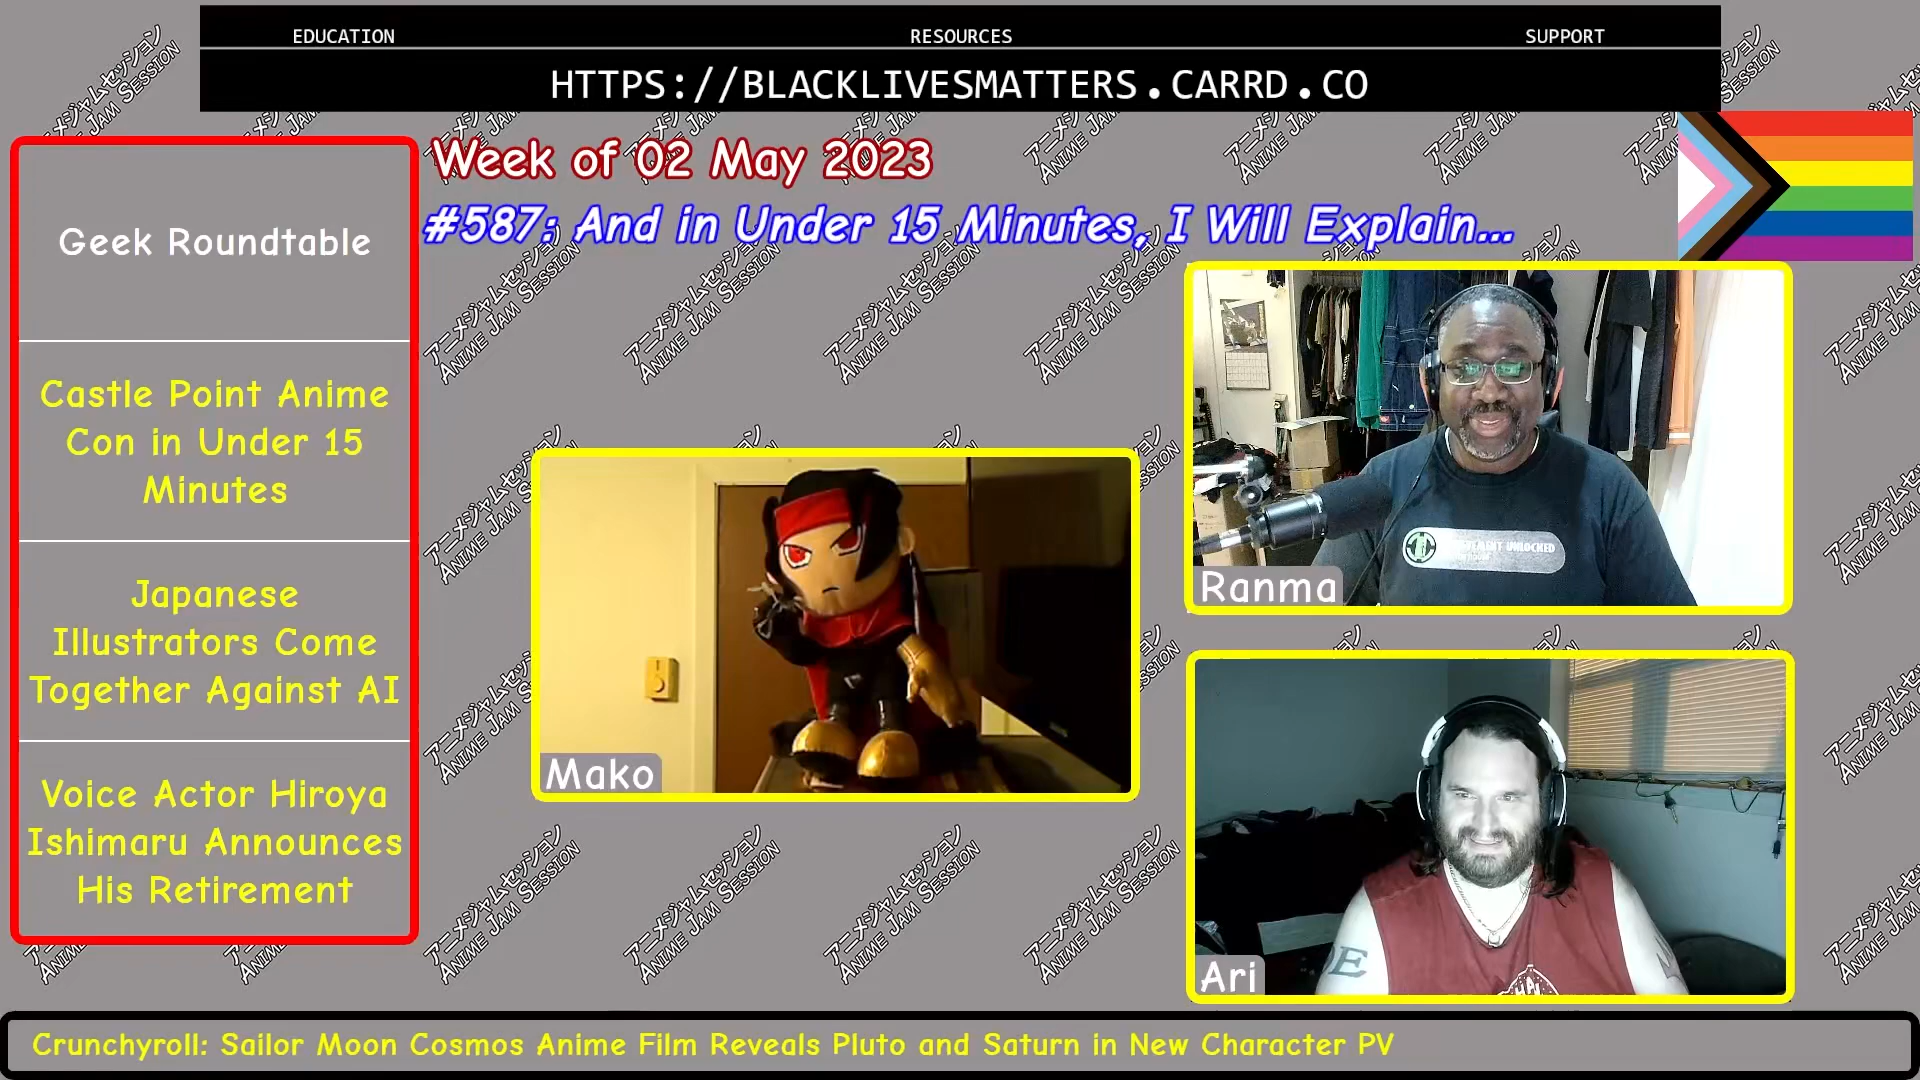 EDUCATION
RESOURCES
SUPPORT
HTTPS://BLACKLIVESMATTERS.CARRD.CO
Week of 02 May 2023
#587: And in Under 15 Minutes, I Will Explain...
Geek Roundtable
Castle Point Anime
Con in Under 15
Minutes
Japanese
Illustrators Come
Together Against AI
Voice Actor Hiroya
Ishimaru Announces
His Retirement
アニメジャムセッション
ANIME JAM SESSION
Mako
Ranma
UNLOCKED
Ari
Crunchyroll: Sailor Moon Cosmos Anime Film Reveals Pluto and Saturn in New Character PV